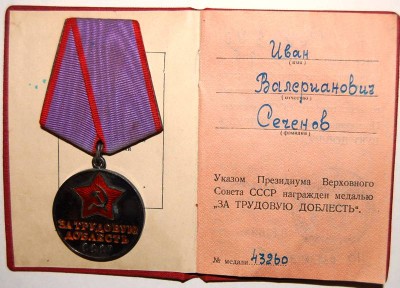 ЗА ТРУДОВУЮ
ДОБЛЕСТЬ
СССР
Иван
(имя)
Валерианович
(отчество)
Сеченов
(фамилия)
Указом Президиума Верховного
Совета СССР награжден медалью
„ЗА ТРУДОВУЮ ДОБЛЕСТЬ“.
№ медали 43260